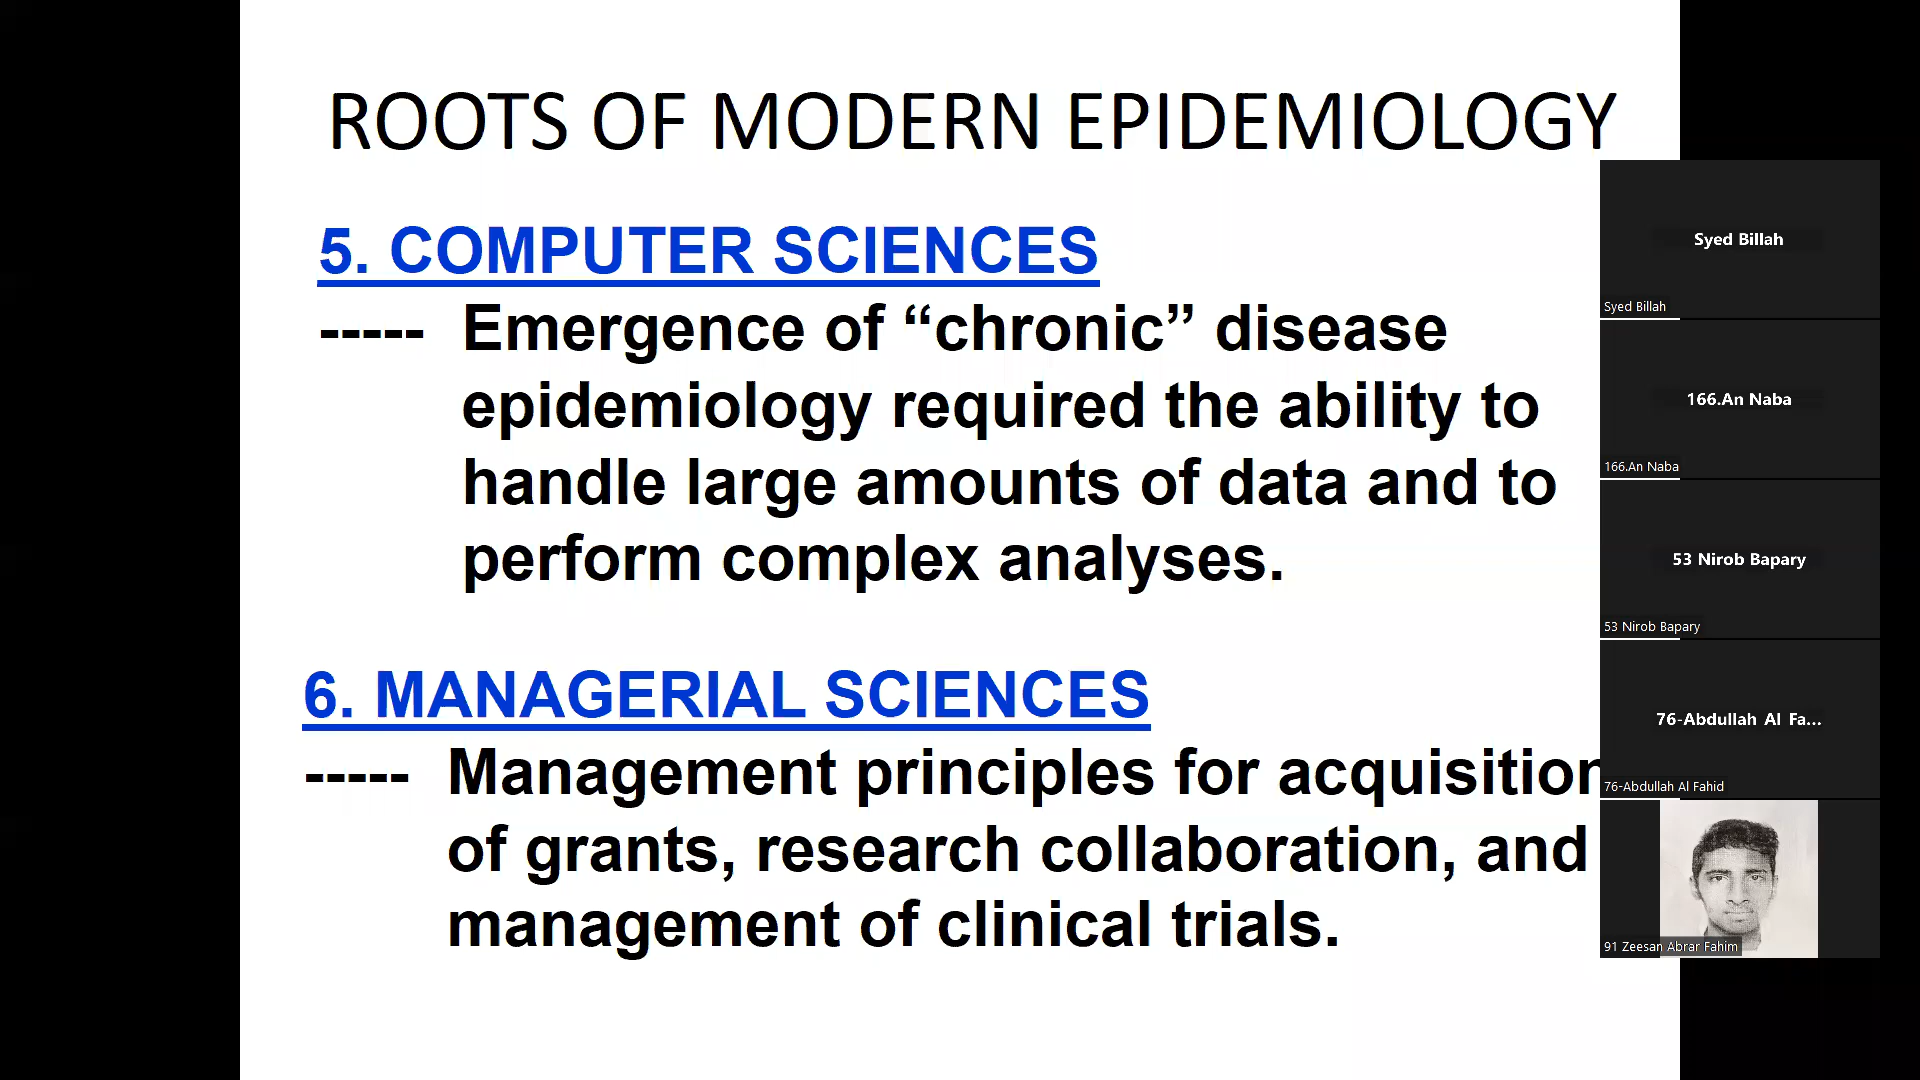 ROOTS OF MODERN EPIDEMIOLOGY
5. COMPUTER SCIENCES
----- Emergence of “chronic” disease
epidemiology required the ability to
handle large amounts of data and to
perform complex analyses.
6. MANAGERIAL SCIENCES
----- Management principles for acquisition
of grants, research collaboration, and
management of clinical trials.
Syed Billah
Syed Billah
166.An Naba
166.An Naba
53 Nirob Bapary
53 Nirob Bapary
76-Abdullah Al Fa...
76-Abdullah Al Fahid
91 Zeesan Abrar Fahim